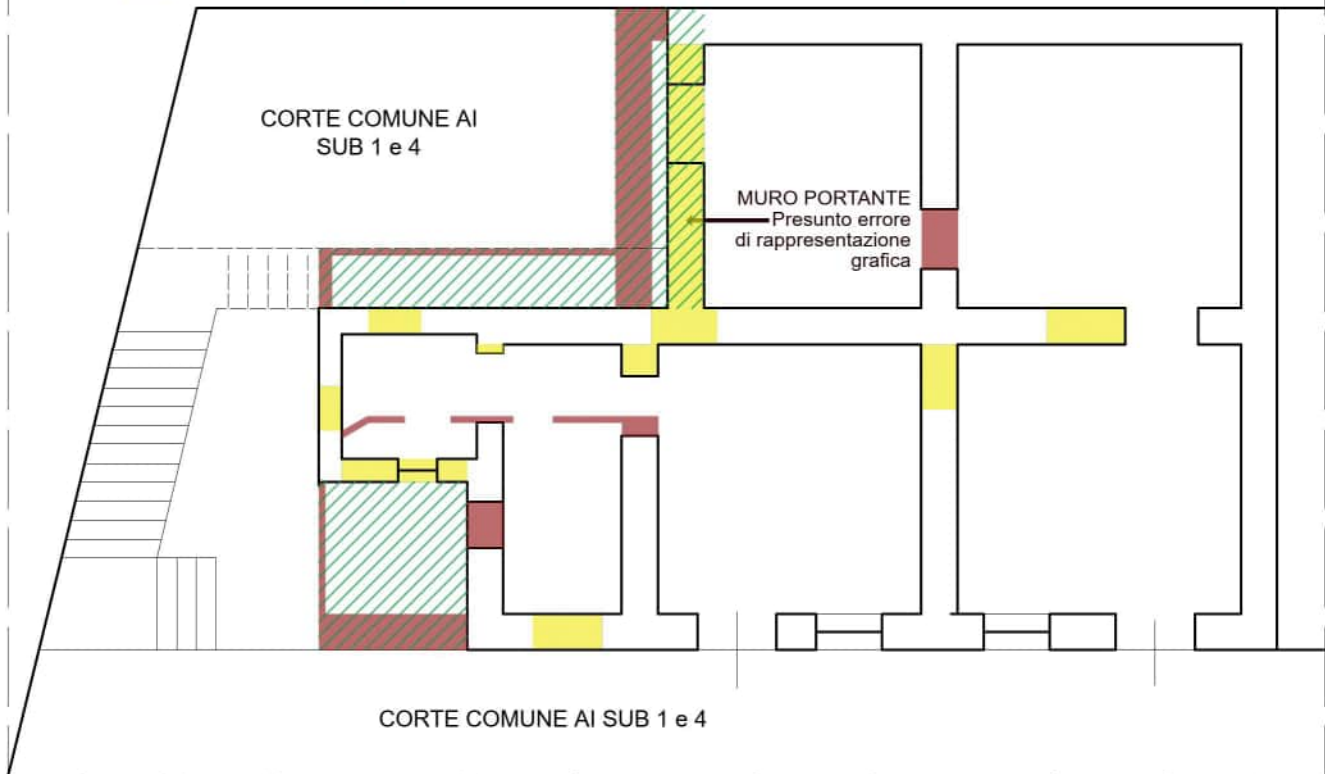 CORTE COMUNE AI
SUB 1 e 4
MURO PORTANTE
Presunto errore
di rappresentazione
grafica
CORTE COMUNE AI SUB 1 e 4